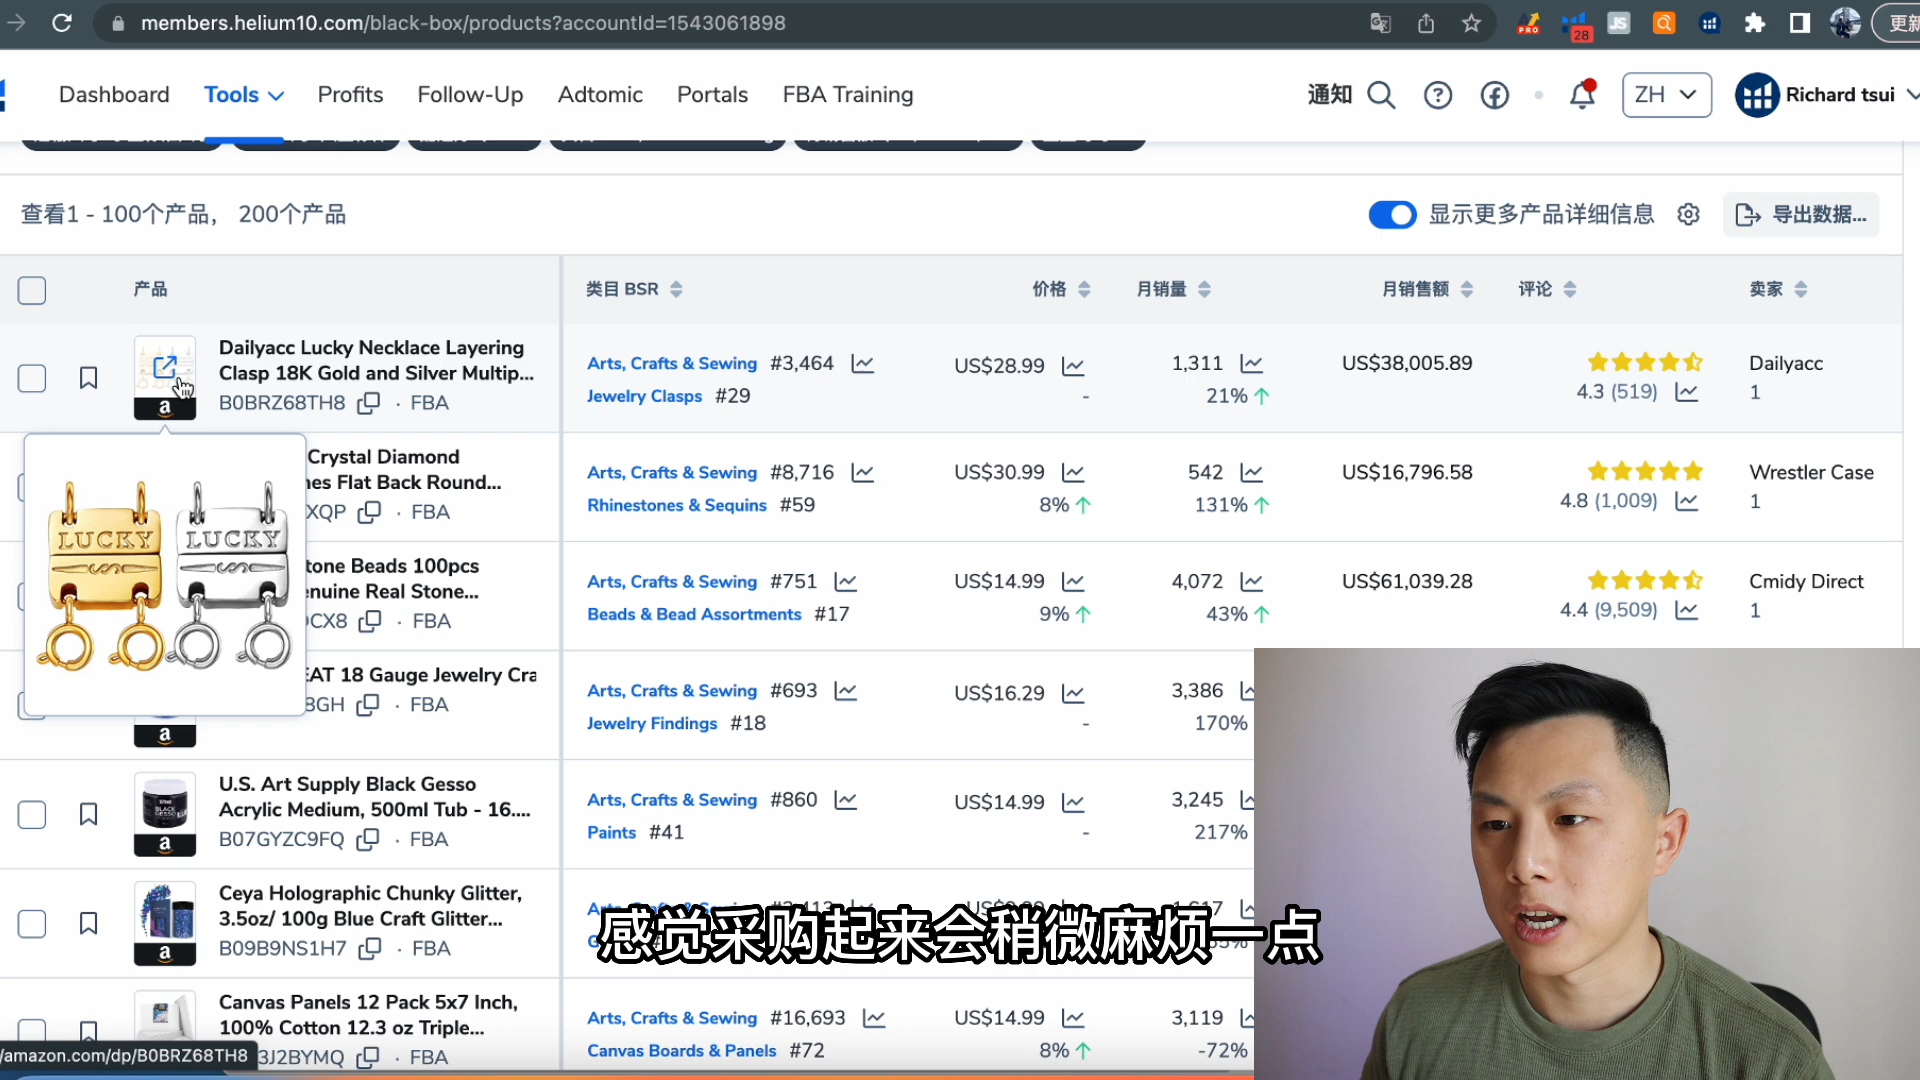 members.helium10.com/black-box/products?accountId=1543061898
PRO
28
JS
更新
Dashboard
Tools
Profits
Follow-Up
Adtomic
Portals
FBA Training
通知
ZH
Richard tsui
查看1 - 100个产品， 200个产品
显示更多产品详细信息
导出数据...
产品
类目 BSR
价格
月销量
月销售额
评论
卖家
Dailyacc Lucky Necklace Layering
Clasp 18K Gold and Silver Multip...
B0BRZ68TH8 · FBA
a
Arts, Crafts & Sewing #3,464
Jewelry Clasps #29
US$28.99
-
1,311
21%
US$38,005.89
4.3 (519)
Dailyacc
1
LUCKY
LUCKY
Crystal Diamond
nes Flat Back Round...
XQP · FBA
Arts, Crafts & Sewing #8,716
Rhinestones & Sequins #59
US$30.99
8%
542
131%
US$16,796.58
4.8 (1,009)
Wrestler Case
1
tone Beads 100pcs
enuine Real Stone...
CX8 · FBA
Arts, Crafts & Sewing #751
Beads & Bead Assortments #17
US$14.99
9%
4,072
43%
US$61,039.28
4.4 (9,509)
Cmidy Direct
1
EAT 18 Gauge Jewelry Cra
8GH · FBA
a
Arts, Crafts & Sewing #693
Jewelry Findings #18
US$16.29
-
3,386
170%
U.S. Art Supply Black Gesso
Acrylic Medium, 500ml Tub - 16....
B07GYZC9FQ · FBA
BLACK
GESSO
a
Arts, Crafts & Sewing #860
Paints #41
US$14.99
-
3,245
217%
Ceya Holographic Chunky Glitter,
3.5oz/ 100g Blue Craft Glitter...
B09B9NS1H7 · FBA
a
感觉采购起来会稍微麻烦一点
Canvas Panels 12 Pack 5x7 Inch,
100% Cotton 12.3 oz Triple...
3J2BYMQ · FBA
Arts, Crafts & Sewing #16,693
Canvas Boards & Panels #72
US$14.99
8%
3,119
-72%
/amazon.com/dp/B0BRZ68TH8